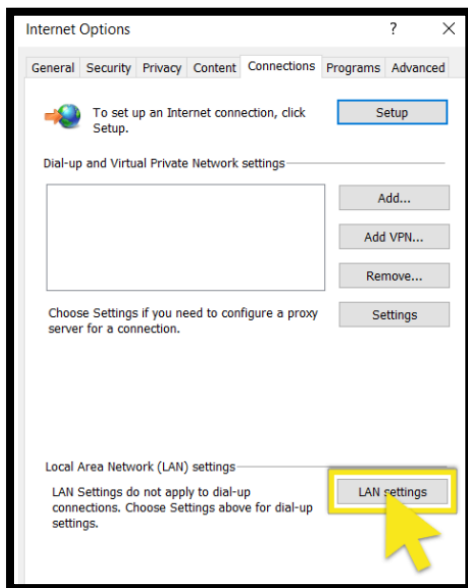 Internet Options ?
General Security Privacy Content Connections Programs Advanced
To set up an Internet connection, click
Setup.
Setup
Dial-up and Virtual Private Network settings
Add...
Add VPN...
Remove...
Choose Settings if you need to configure a proxy
server for a connection.
Settings
Local Area Network (LAN) settings
LAN Settings do not apply to dial-up
connections. Choose Settings above for dial-up
settings.
LAN settings